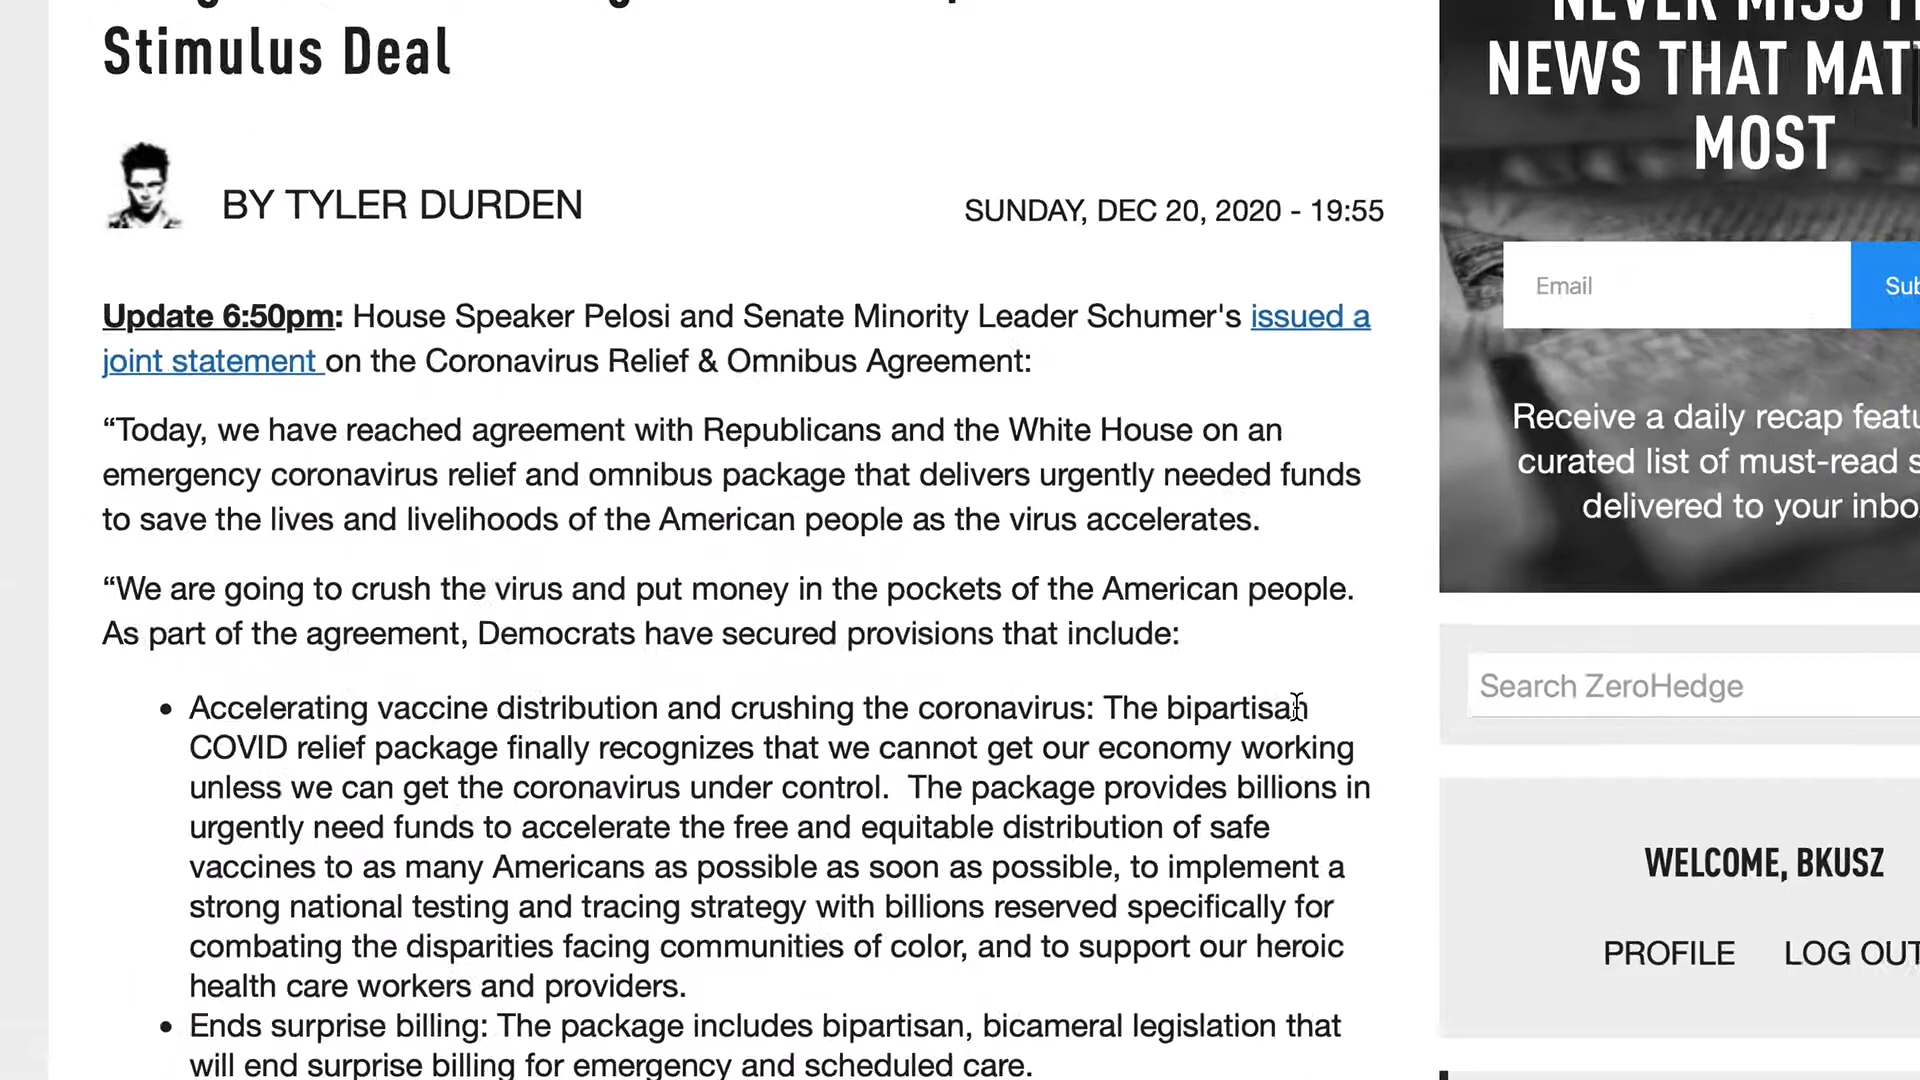 Stimulus Deal
BY TYLER DURDEN
SUNDAY, DEC 20, 2020 - 19:55
Update 6:50pm: House Speaker Pelosi and Senate Minority Leader Schumer's issued a
joint statement on the Coronavirus Relief & Omnibus Agreement:
“Today, we have reached agreement with Republicans and the White House on an
emergency coronavirus relief and omnibus package that delivers urgently needed funds
to save the lives and livelihoods of the American people as the virus accelerates.
“We are going to crush the virus and put money in the pockets of the American people.
As part of the agreement, Democrats have secured provisions that include:
• Accelerating vaccine distribution and crushing the coronavirus: The bipartisan
COVID relief package finally recognizes that we cannot get our economy working
unless we can get the coronavirus under control.  The package provides billions in
urgently need funds to accelerate the free and equitable distribution of safe
vaccines to as many Americans as possible as soon as possible, to implement a
strong national testing and tracing strategy with billions reserved specifically for
combating the disparities facing communities of color, and to support our heroic
health care workers and providers.
• Ends surprise billing: The package includes bipartisan, bicameral legislation that
will end surprise billing for emergency and scheduled care.
NEVER MISS
NEWS THAT
MOST
Email
Receive a daily recap
curated list of must-read
delivered to your
Search ZeroHedge
WELCOME, BKUSZ
PROFILE
LOG OUT